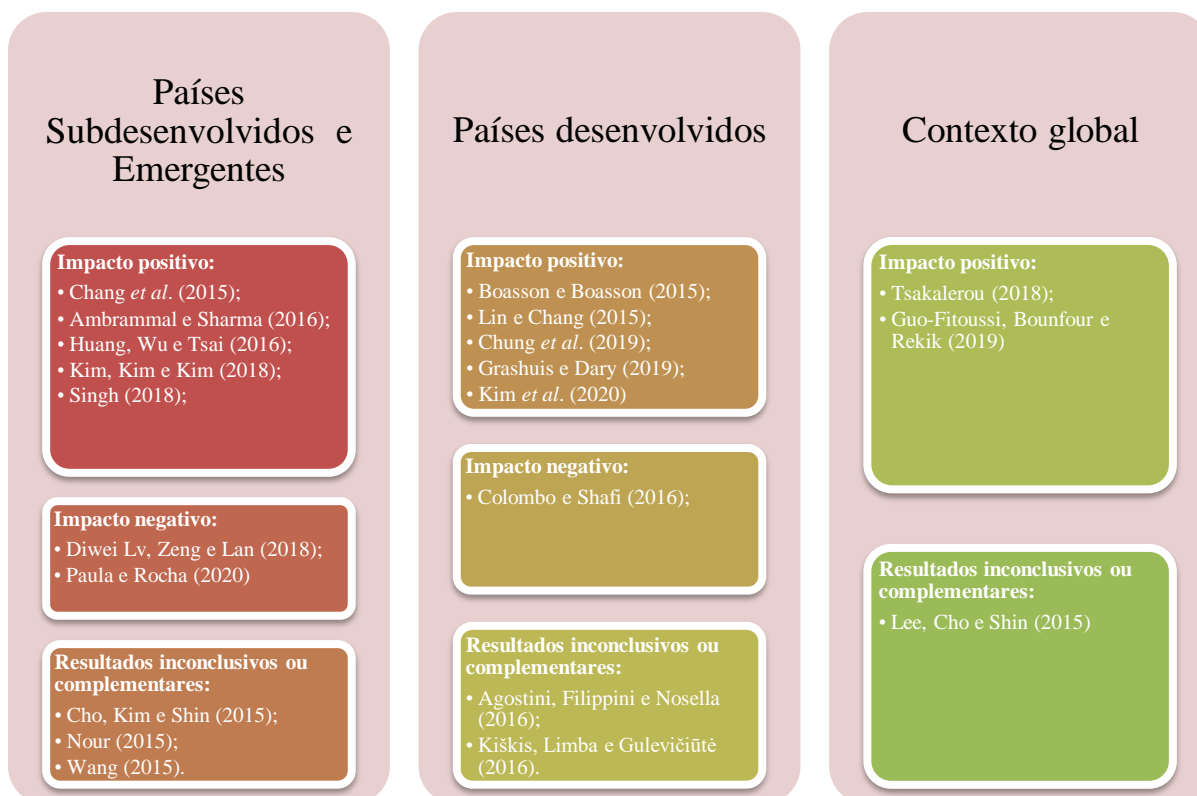 Países
Subdesenvolvidos e
Emergentes
Impacto positivo:
• Chang et al. (2015);
• Ambrammal e Sharma (2016);
• Huang, Wu e Tsai (2016);
• Kim, Kim e Kim (2018);
• Singh (2018);
Impacto negativo:
• Diwei Lv, Zeng e Lan (2018);
• Paula e Rocha (2020)
Resultados inconclusivos ou
complementares:
• Cho, Kim e Shin (2015);
• Nour (2015);
• Wang (2015).
Países desenvolvidos
Impacto positivo:
• Boasson e Boasson (2015);
• Lin e Chang (2015);
• Chung et al. (2019);
• Grashuis e Dary (2019);
• Kim et al. (2020)
Impacto negativo:
• Colombo e Shafi (2016);
Resultados inconclusivos ou
complementares:
• Agostini, Filippini e Nosella
(2016);
• Kiškis, Limba e Gulevičiūtė
(2016).
Contexto global
Impacto positivo:
• Tsakalerou (2018);
• Guo-Fitoussi, Bounfour e
Rekik (2019)
Resultados inconclusivos ou
complementares:
• Lee, Cho e Shin (2015)